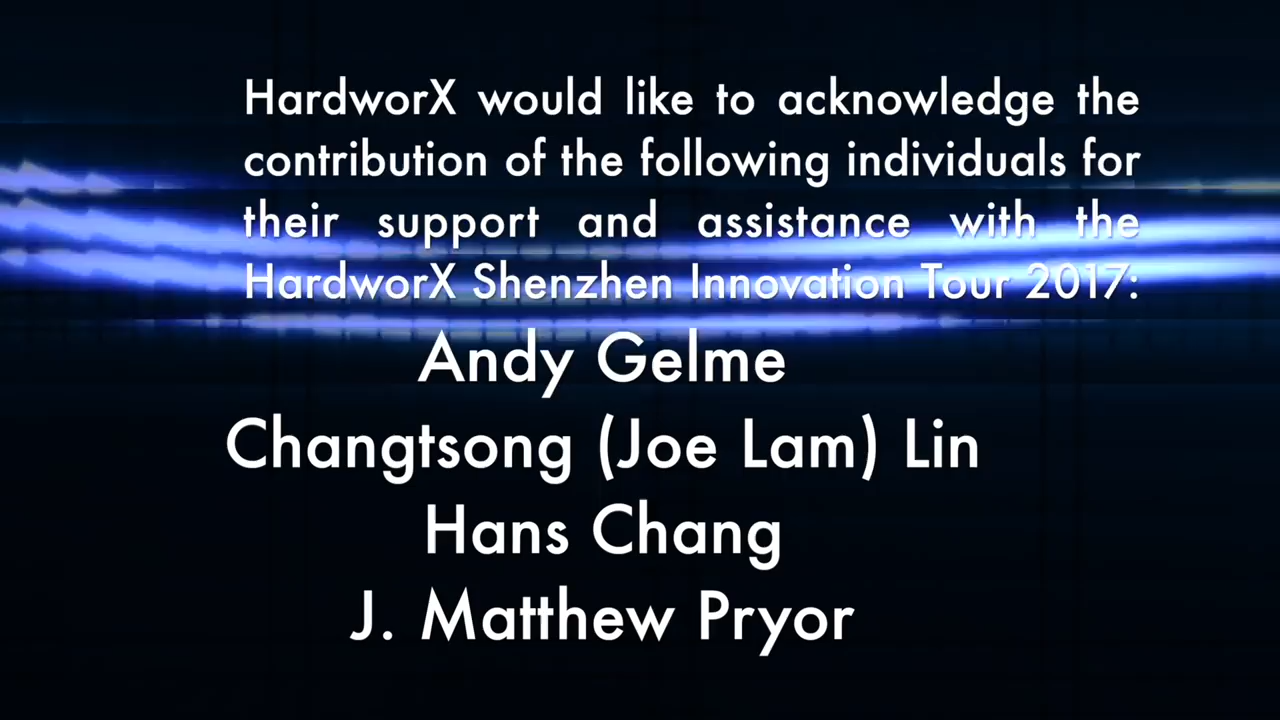 HardworX would like to acknowledge the
contribution of the following individuals for
their support and assistance with the
HardworX Shenzhen Innovation Tour 2017:
Andy Gelme
Changtsong (Joe Lam) Lin
Hans Chang
J. Matthew Pryor